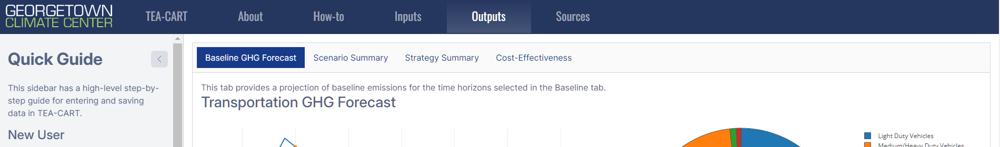 GEORGETOWN
CLIMATE CENTER
TEA-CART About How-to Inputs Outputs Sources
Quick Guide
This sidebar has a high-level step-by-
step guide for entering and saving
data in TEA-CART.
New User
Baseline GHG Forecast Scenario Summary Strategy Summary Cost-Effectiveness
This tab provides a projection of baseline emissions for the time horizons selected in the Baseline tab.
Transportation GHG Forecast
Light Duty Vehicles
Medium/Heavy Duty Vehicles